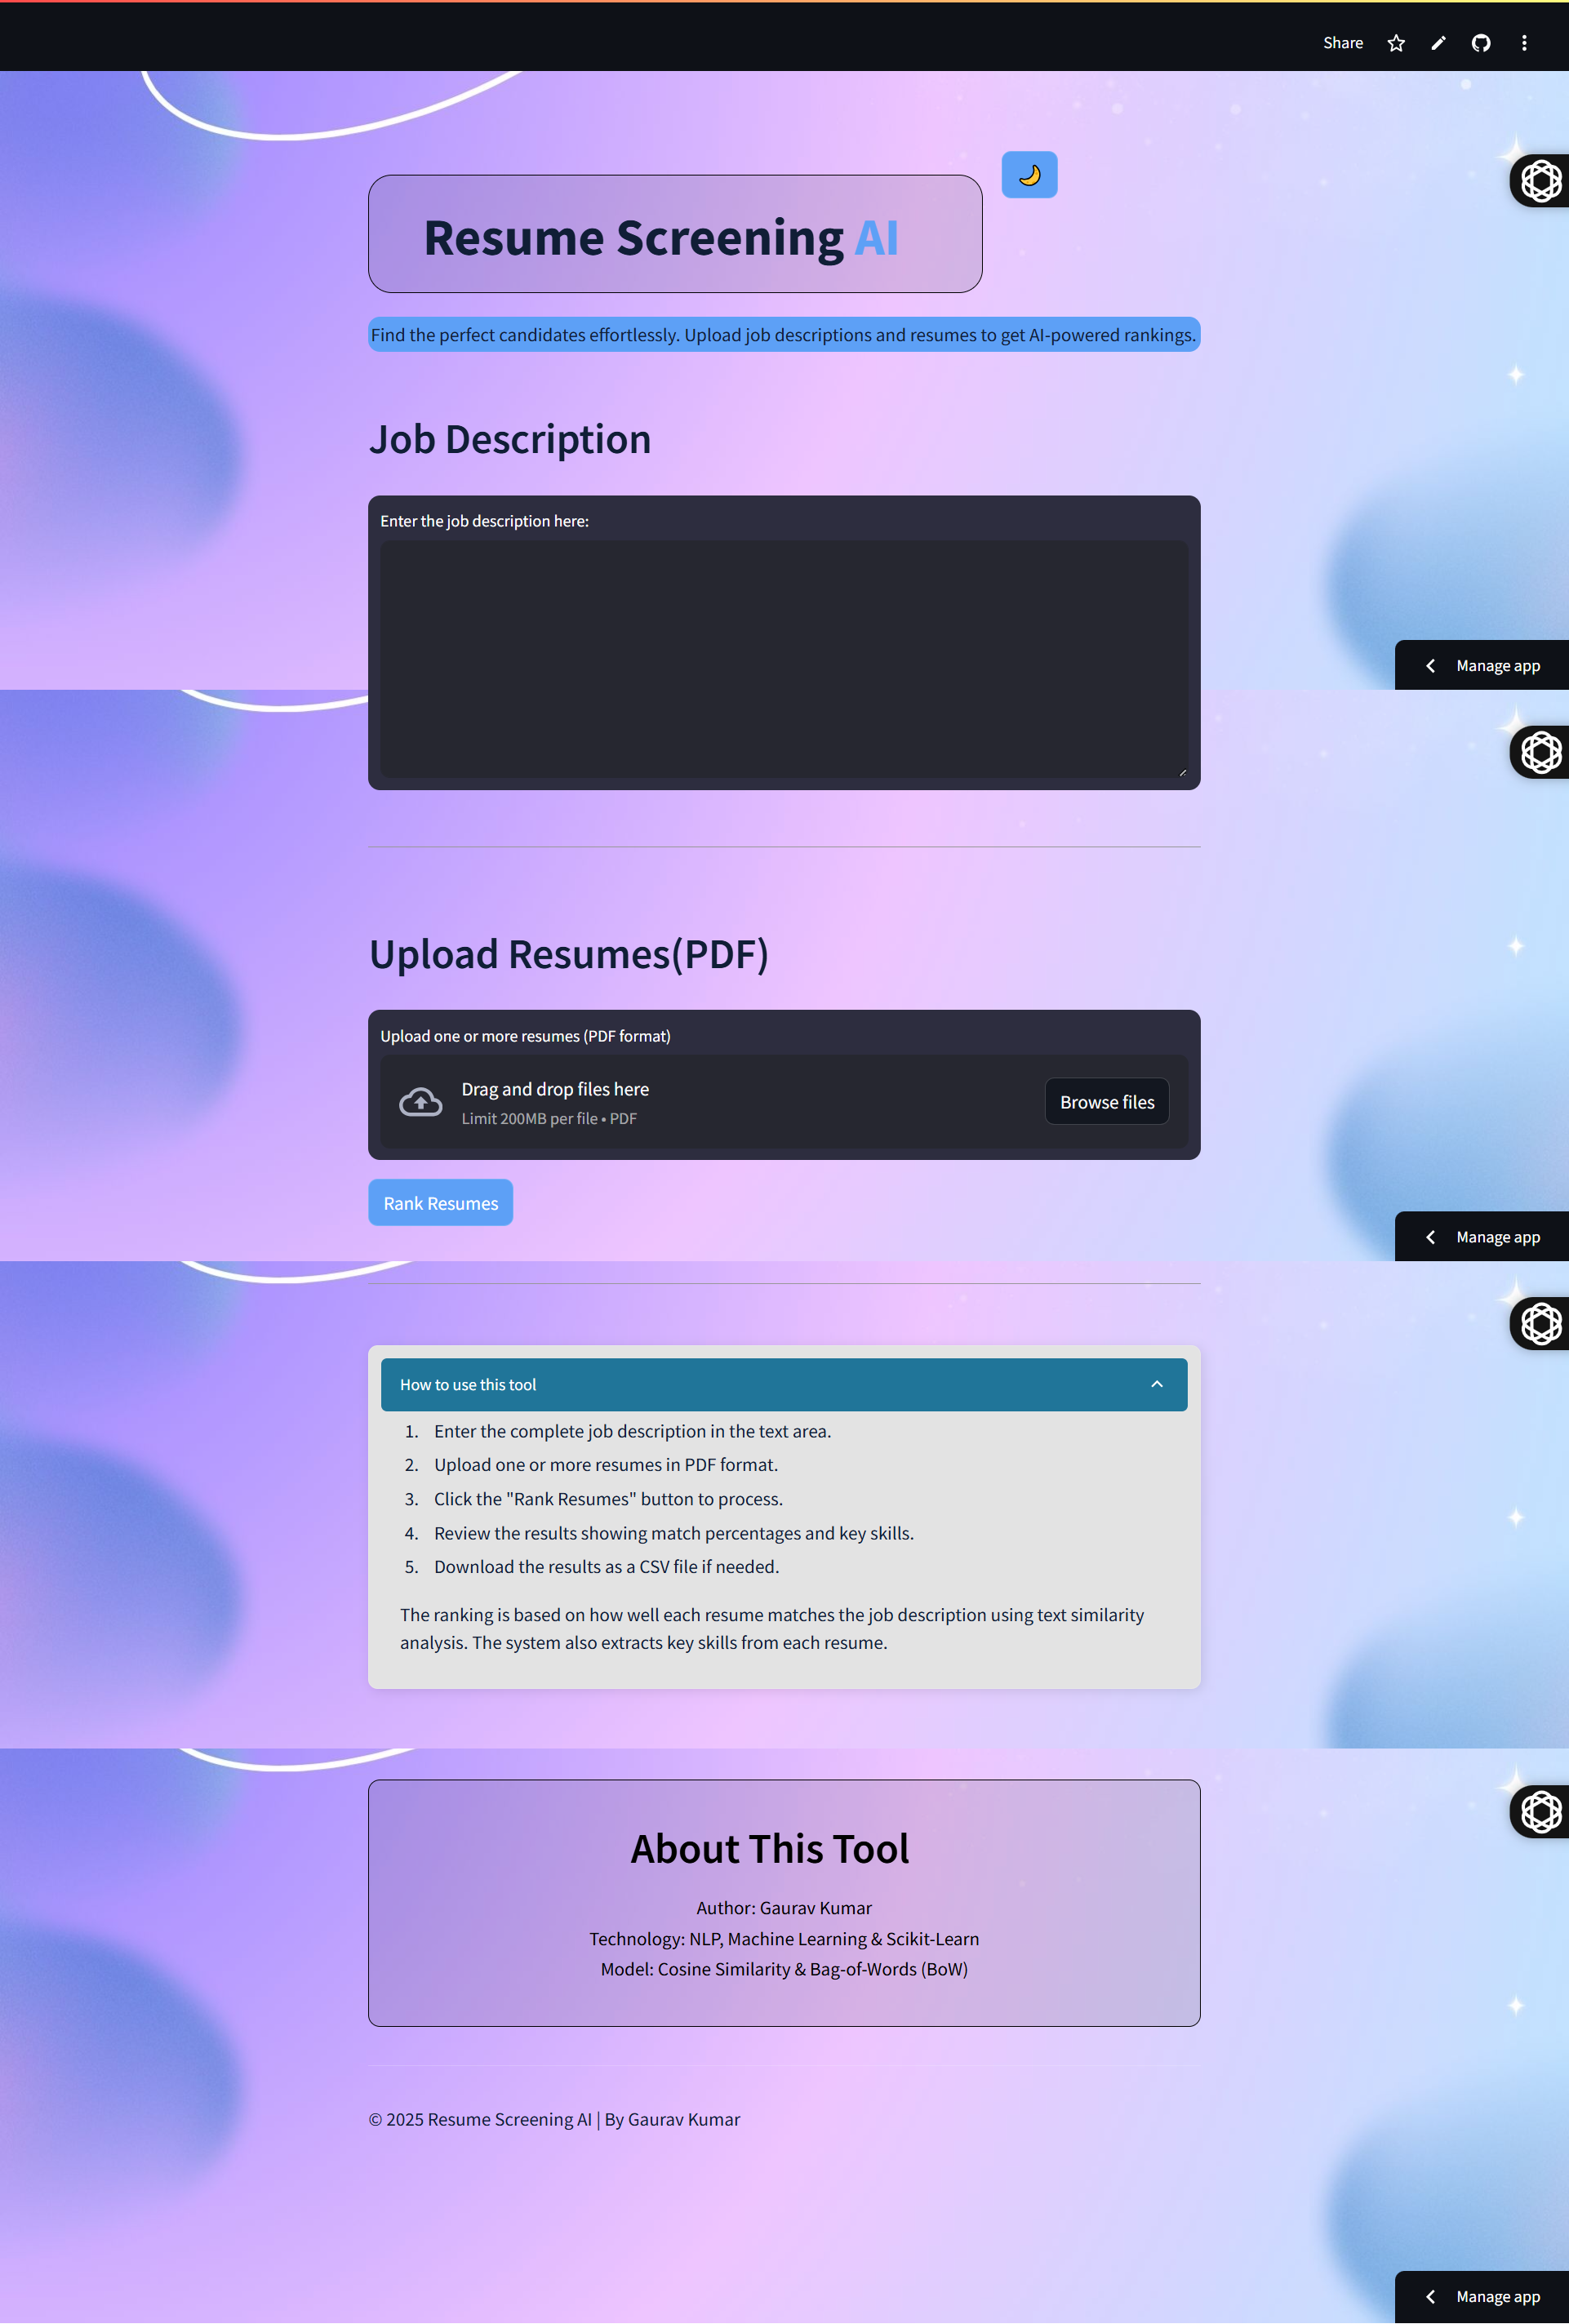 Share
Resume Screening AI
Find the perfect candidates effortlessly. Upload job descriptions and resumes to get AI-powered rankings.
Job Description
Enter the job description here:
Manage app
Upload Resumes(PDF)
Upload one or more resumes (PDF format)
Drag and drop files here
Limit 200MB per file • PDF
Browse files
Rank Resumes
Manage app
How to use this tool
1. Enter the complete job description in the text area.
2. Upload one or more resumes in PDF format.
3. Click the "Rank Resumes" button to process.
4. Review the results showing match percentages and key skills.
5. Download the results as a CSV file if needed.
The ranking is based on how well each resume matches the job description using text similarity
analysis. The system also extracts key skills from each resume.
About This Tool
Author: Gaurav Kumar
Technology: NLP, Machine Learning & Scikit-Learn
Model: Cosine Similarity & Bag-of-Words (BoW)
© 2025 Resume Screening AI | By Gaurav Kumar
Manage app